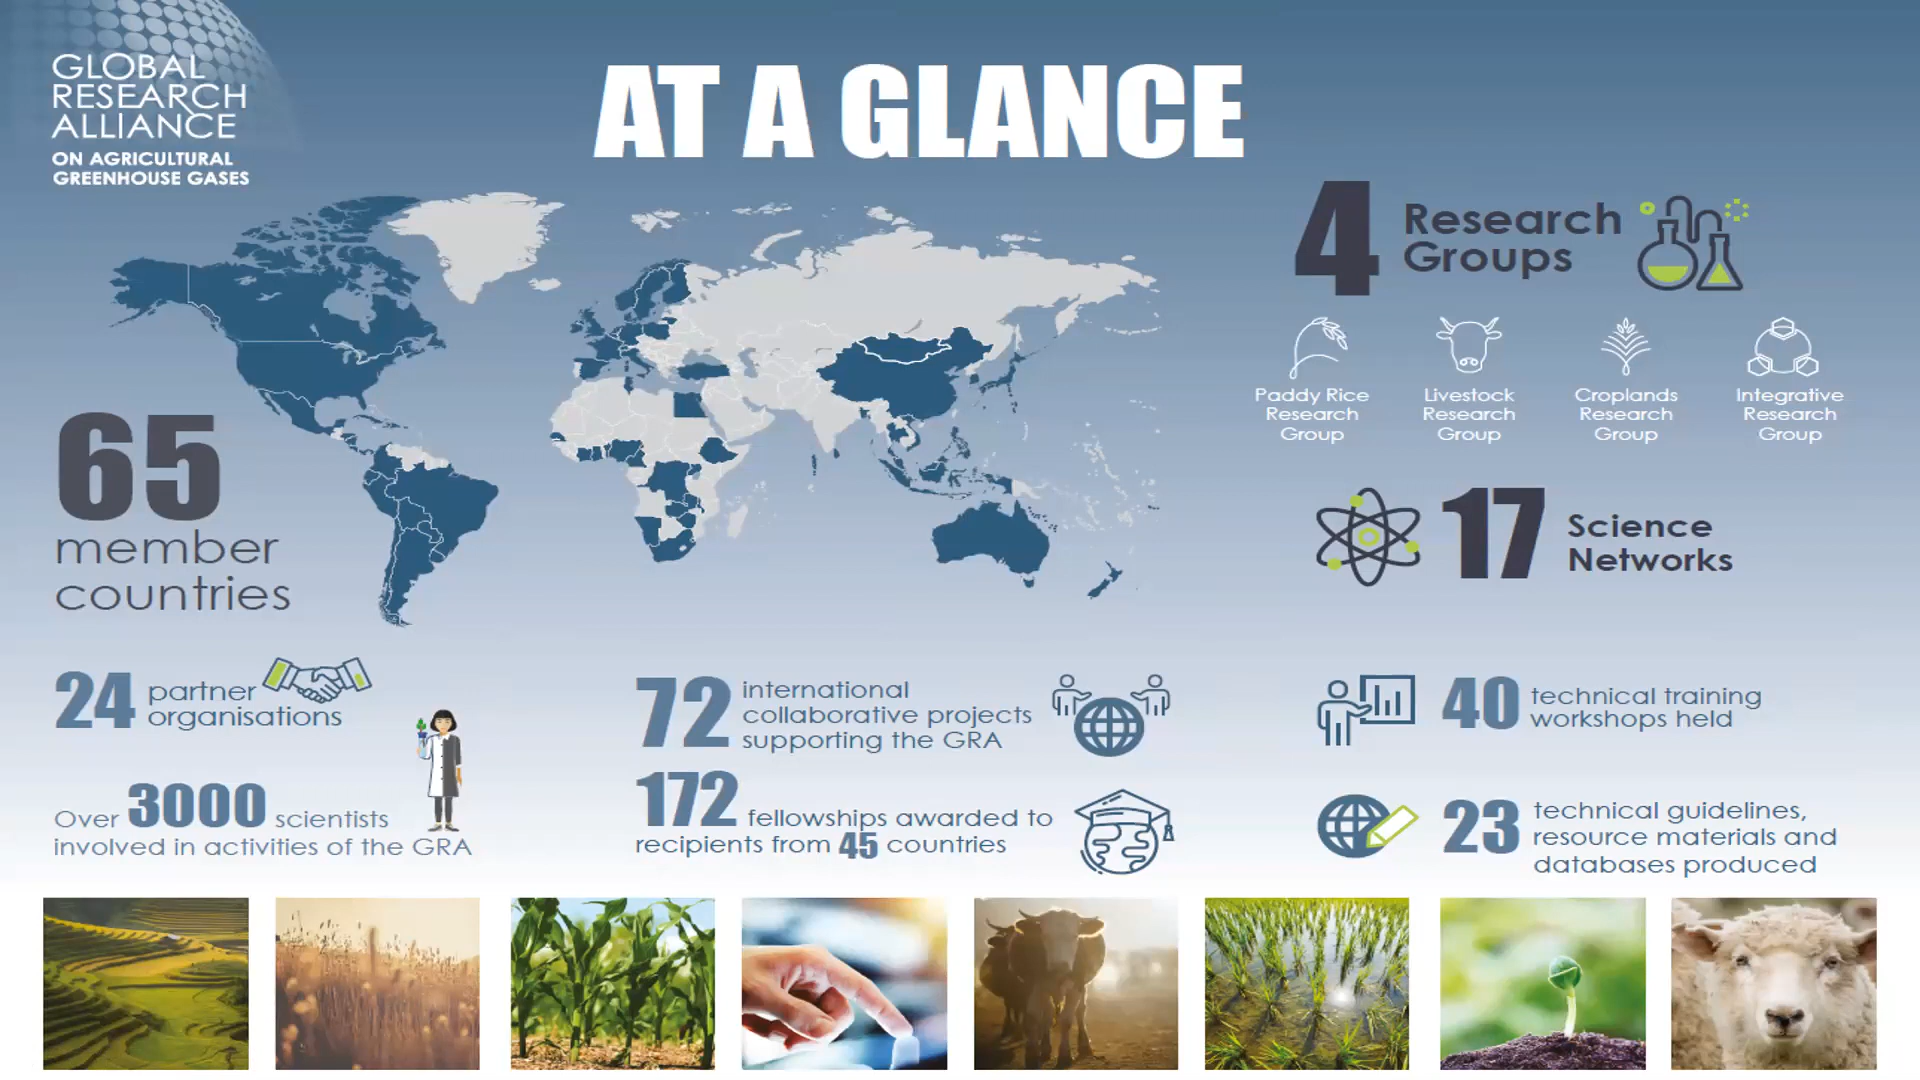 GLOBAL
RESEARCH
ALLIANCE
ON AGRICULTURAL
GREENHOUSE GASES
AT A GLANCE
65
member
countries
4 Research
Groups
Paddy Rice
Research
Group
Livestock
Research
Group
Croplands
Research
Group
Integrative
Research
Group
17 Science
Networks
24 partner
organisations
Over 3000 scientists
involved in activities of the GRA
72 international
collaborative projects
supporting the GRA
172 fellowships awarded to
recipients from 45 countries
40 technical training
workshops held
23 technical guidelines,
resource materials and
databases produced